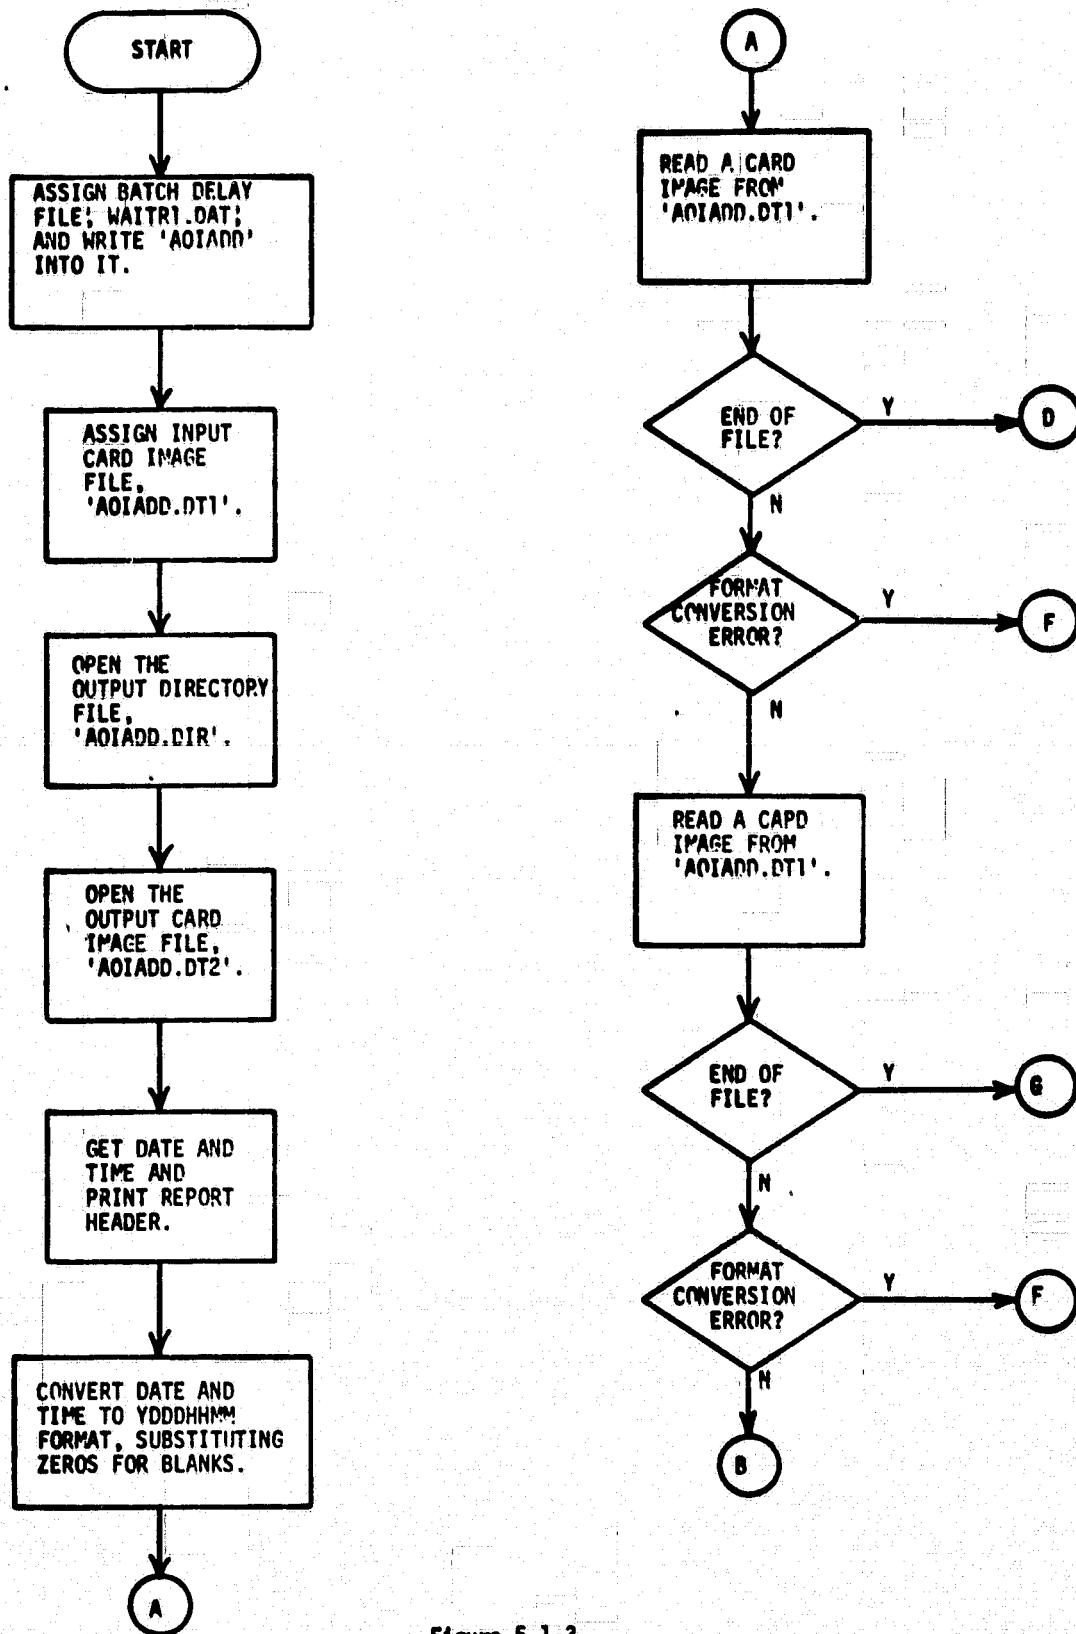 START
ASSIGN BATCH DELAY
FILE, WAITR1.DAT,
AND WRITE 'AOIADD'
INTO IT.
ASSIGN INPUT
CARD IMAGE
FILE,
'AOIADD.DT1'.
OPEN THE
OUTPUT DIRECTORY
FILE,
'AOIADD.DIR'.
OPEN THE
OUTPUT CARD
IMAGE FILE,
'AOIADD.DT2'.
GET DATE AND
TIME AND
PRINT REPORT
HEADER.
CONVERT DATE AND
TIME TO YDDDHHMM
FORMAT, SUBSTITUTING
ZEROS FOR BLANKS.
A
A
READ A CARD
IMAGE FROM
'AOIADD.DT1'.
END OF
FILE?
Y
D
N
FORMAT
CONVERSION
ERROR?
Y
F
N
READ A CARD
IMAGE FROM
'AOIADD.DT1'.
END OF
FILE?
Y
G
N
FORMAT
CONVERSION
ERROR?
Y
F
N
B
Figure 5.1.2